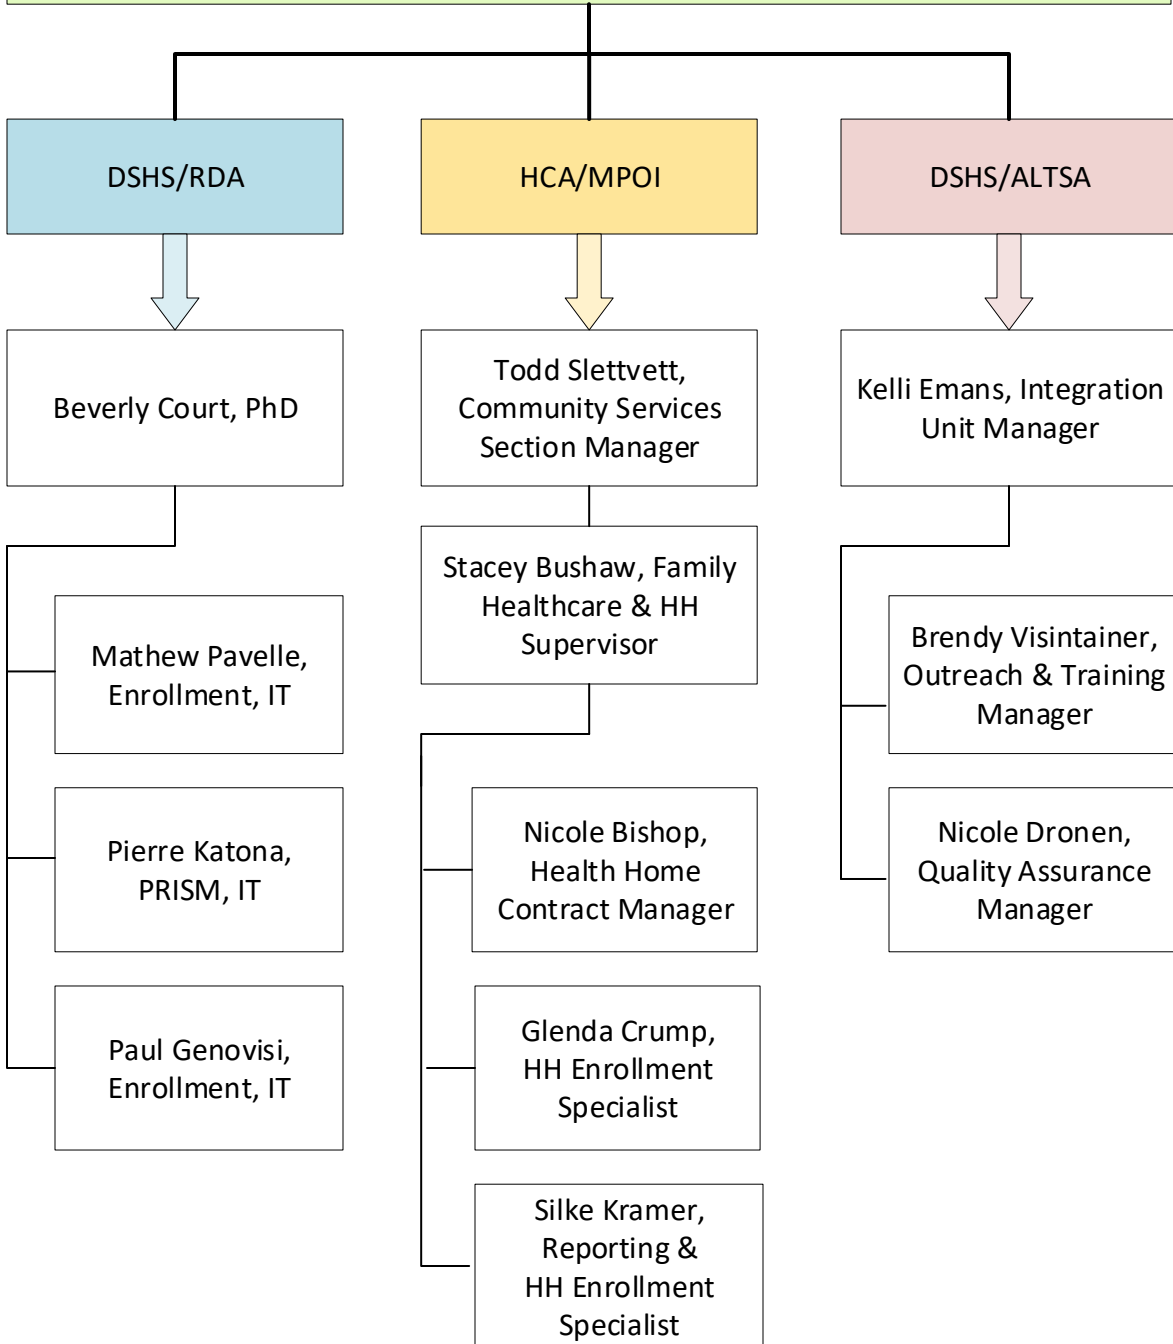 DSHS/RDA
HCA/MPOI
DSHS/ALTSA
Beverly Court, PhD
Todd Slettvett,
Community Services
Section Manager
Kelli Emans, Integration
Unit Manager
Stacey Bushaw, Family
Healthcare & HH
Supervisor
Mathew Pavelle,
Enrollment, IT
Brendy Visintainer,
Outreach & Training
Manager
Pierre Katona,
PRISM, IT
Nicole Bishop,
Health Home
Contract Manager
Nicole Dronen,
Quality Assurance
Manager
Paul Genovisi,
Enrollment, IT
Glenda Crump,
HH Enrollment
Specialist
Silke Kramer,
Reporting &
HH Enrollment
Specialist